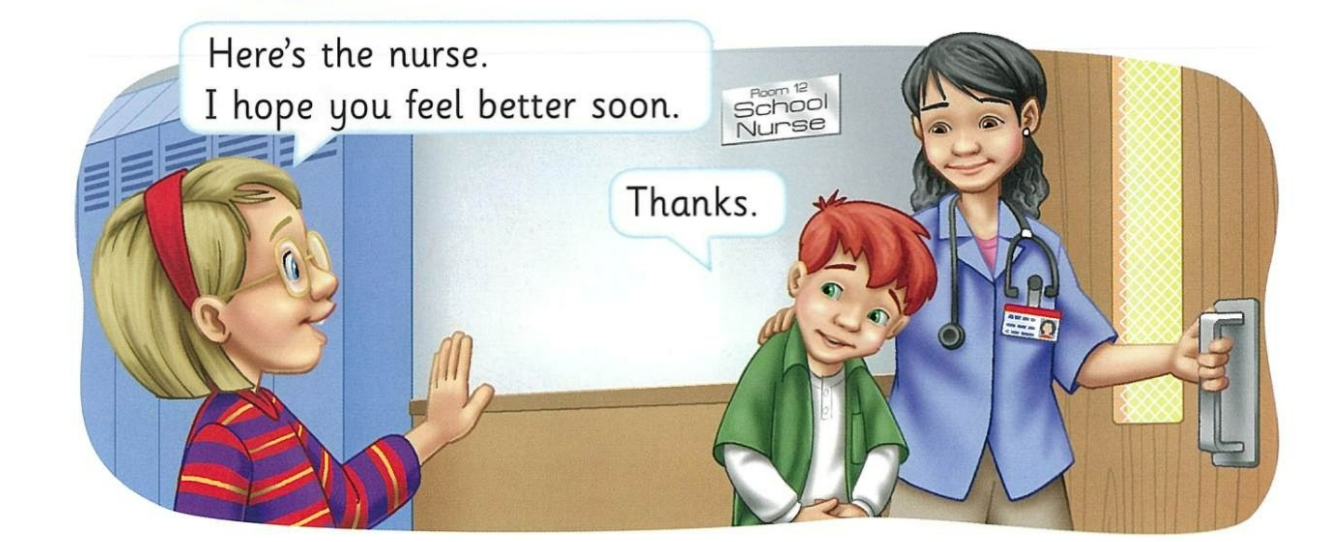 Here's the nurse.
I hope you feel better soon.
Room 12
School
Nurse
Thanks.